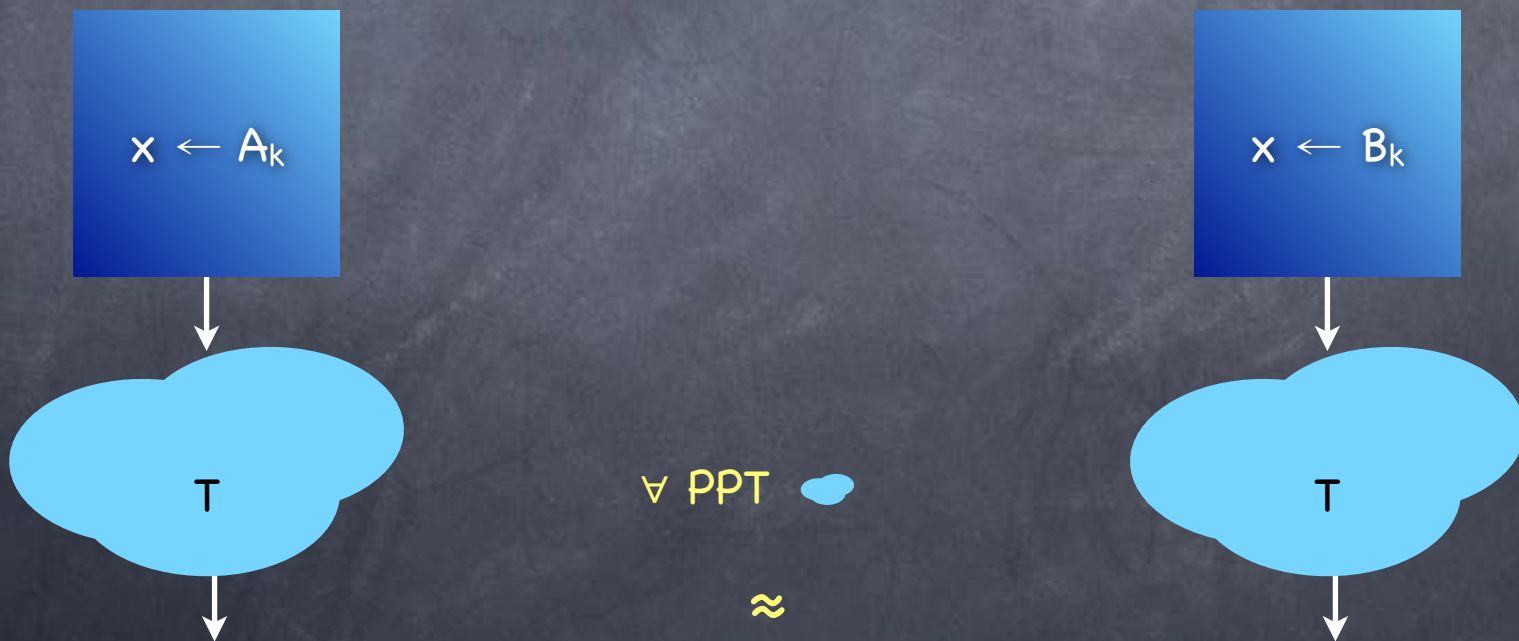 x ← Aₖ
x ← Bₖ
T
∀ PPT
T
≈